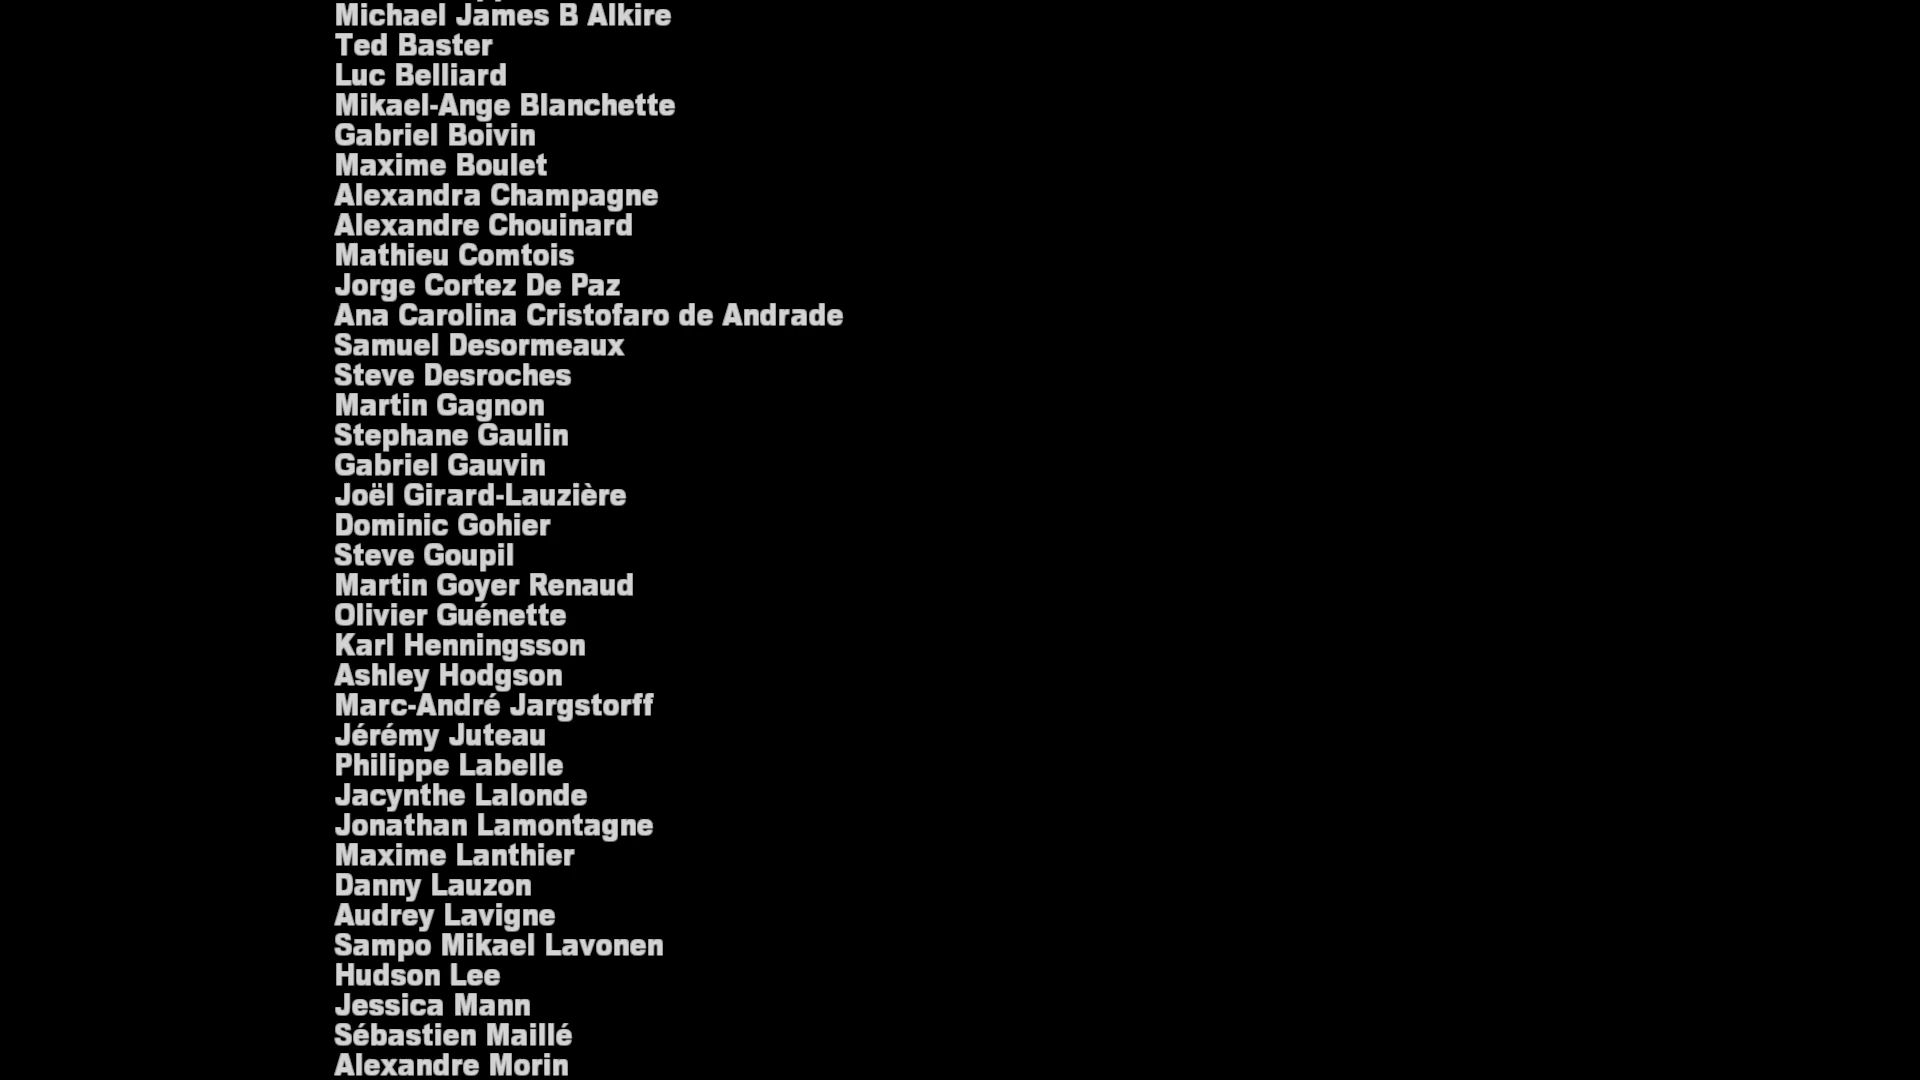 Michael James B Alkire
Ted Baster
Luc Belliard
Mikael-Ange Blanchette
Gabriel Boivin
Maxime Boulet
Alexandra Champagne
Alexandre Chouinard
Mathieu Comtois
Jorge Cortez De Paz
Ana Carolina Cristofaro de Andrade
Samuel Desormeaux
Steve Desroches
Martin Gagnon
Stephane Gaulin
Gabriel Gauvin
Joël Girard-Lauzière
Dominic Gohier
Steve Goupil
Martin Goyer Renaud
Olivier Guénette
Karl Henningsson
Ashley Hodgson
Marc-André Jargstorff
Jérémy Juteau
Philippe Labelle
Jacynthe Lalonde
Jonathan Lamontagne
Maxime Lanthier
Danny Lauzon
Audrey Lavigne
Sampo Mikael Lavonen
Hudson Lee
Jessica Mann
Sébastien Maillé
Alexandre Morin